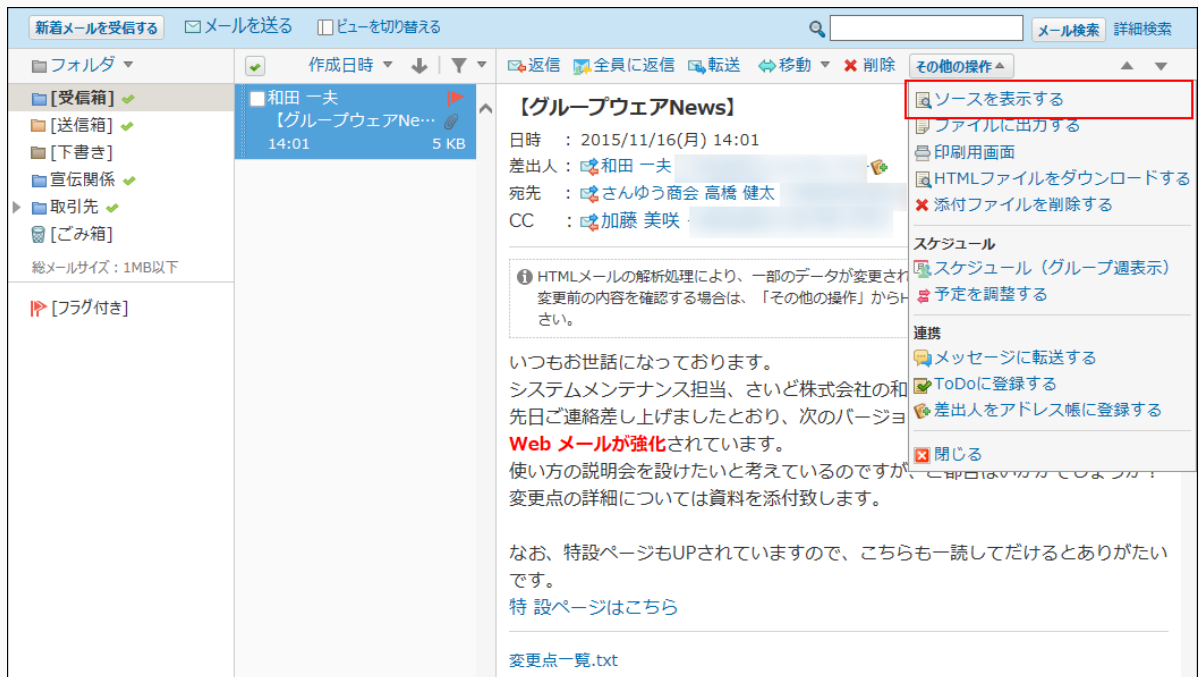 新着メールを受信する メールを送る ビューを切り替える メール検索 詳細検索
フォルダ
[受信箱]
[送信箱]
[下書き]
宣伝関係
取引先
[ごみ箱]
総メールサイズ：1MB以下
[フラグ付き]
作成日時
和田 一夫
【グループウェアNe…
14:01 5 KB
返信 全員に返信 転送 移動 削除 その他の操作
【グループウェアNews】
日時 ： 2015/11/16(月) 14:01
差出人： 和田 一夫
宛先 ： さんゆう商会 高橋 健太
CC ： 加藤 美咲
HTMLメールの解析処理により、一部のデータが変更され
変更前の内容を確認する場合は、「その他の操作」からH
さい。
いつもお世話になっております。
システムメンテナンス担当、さいど株式会社の和
先日ご連絡差し上げましたとおり、次のバージョ
Web メールが強化されています。
使い方の説明会を設けたいと考えているのですが、ご都合はいかがでしょうか？
変更点の詳細については資料を添付致します。
なお、特設ページもUPされていますので、こちらも一読してだけるとありがたい
です。
特 設ページはこちら
変更点一覧.txt
ソースを表示する
ファイルに出力する
印刷用画面
HTMLファイルをダウンロードする
添付ファイルを削除する
スケジュール
スケジュール（グループ週表示）
予定を調整する
連携
メッセージに転送する
ToDoに登録する
差出人をアドレス帳に登録する
閉じる